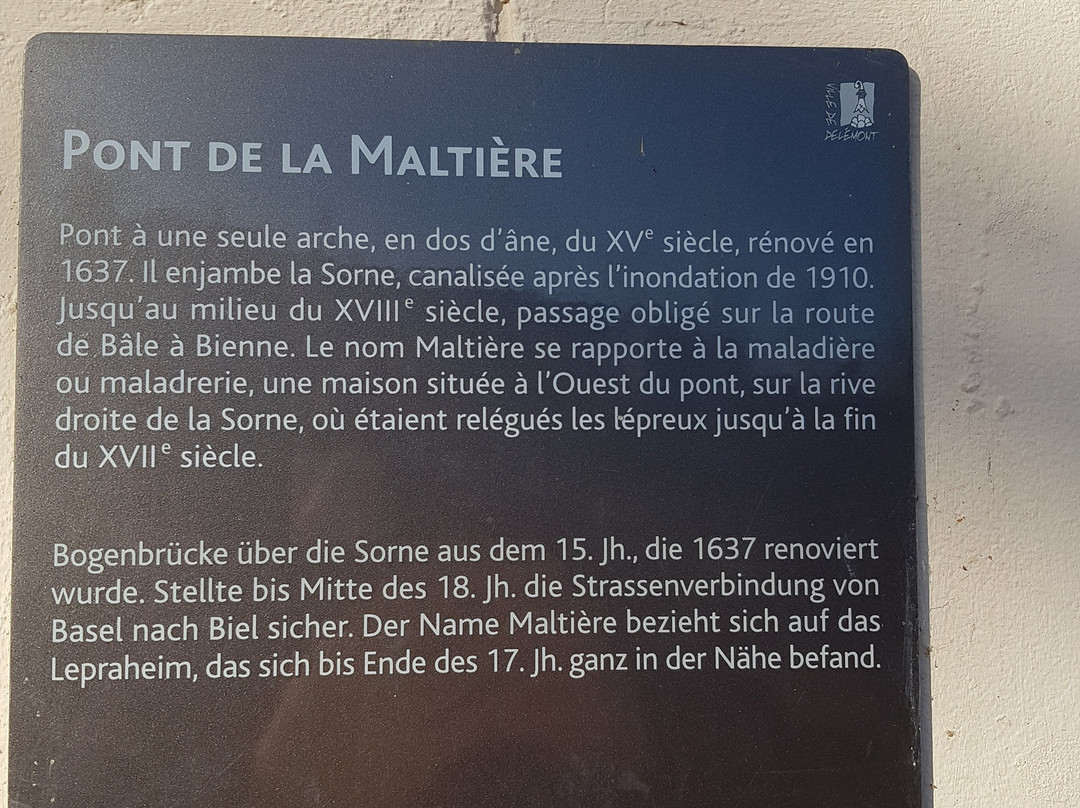 VILLE DE
DELÉMONT
PONT DE LA MALTIÈRE
Pont à une seule arche, en dos d'âne, du XVe siècle, rénové en
1637. Il enjambe la Sorne, canalisée après l'inondation de 1910.
Jusqu'au milieu du XVIIIe siècle, passage obligé sur la route
de Bâle à Bienne. Le nom Maltière se rapporte à la maladière
ou maladrerie, une maison située à l'Ouest du pont, sur la rive
droite de la Sorne, où étaient relégués les lépreux jusqu'à la fin
du XVIIe siècle.
Bogenbrücke über die Sorne aus dem 15. Jh., die 1637 renoviert
wurde. Stellte bis Mitte des 18. Jh. die Strassenverbindung von
Basel nach Biel sicher. Der Name Maltière bezieht sich auf das
Lepraheim, das sich bis Ende des 17. Jh. ganz in der Nähe befand.